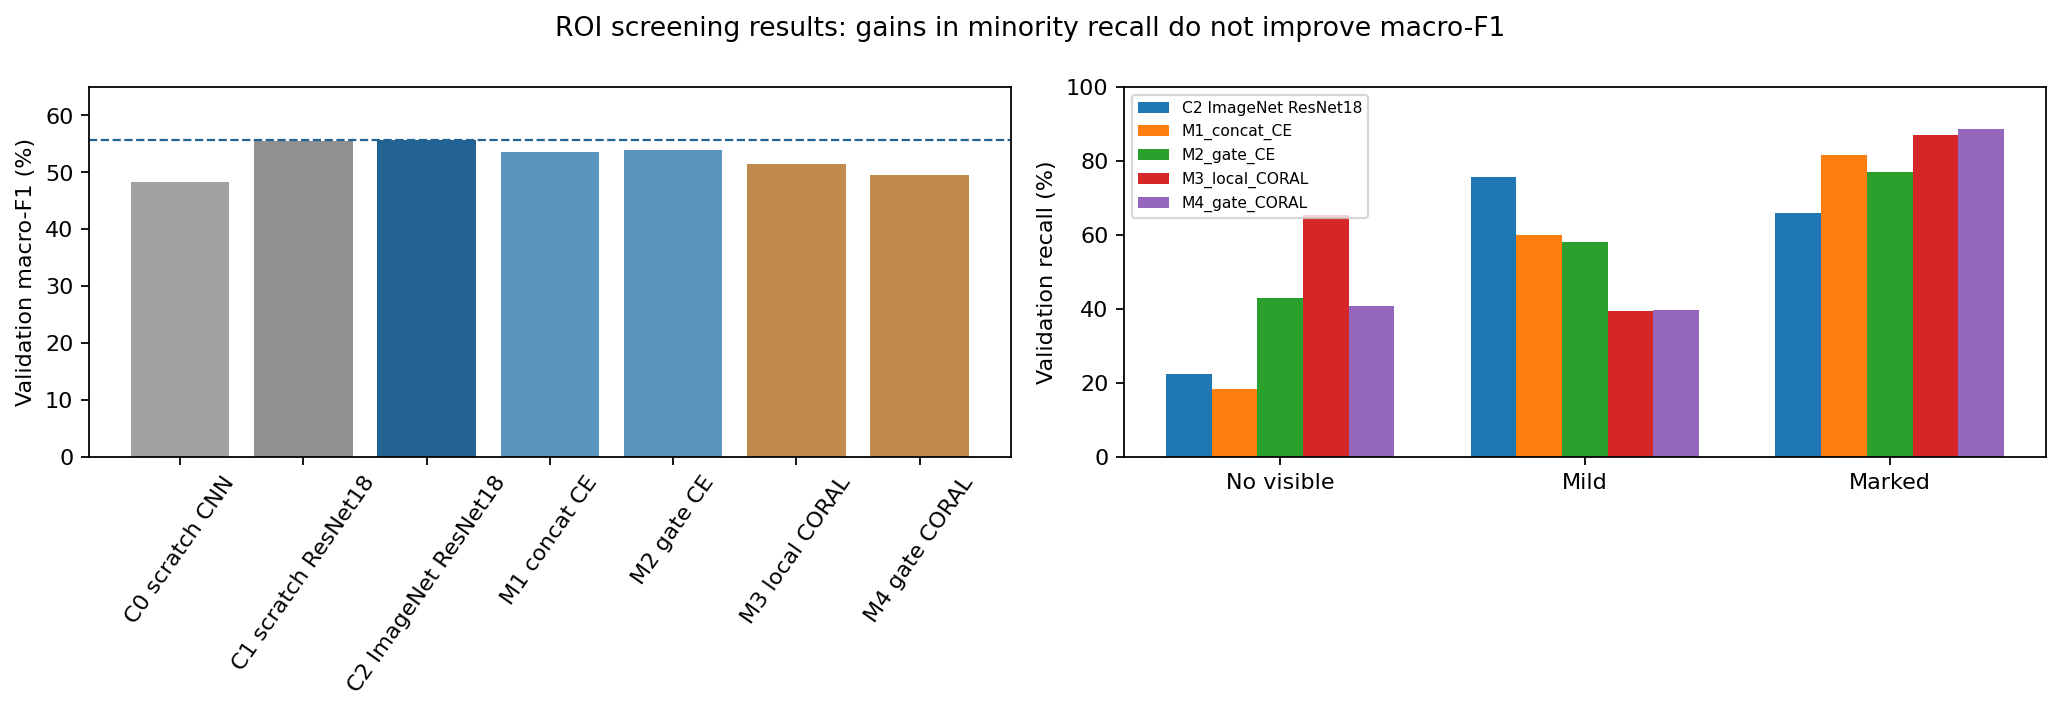 ROI screening results: gains in minority recall do not improve macro-F1
Validation macro-F1 (%)
60
50
40
30
20
10
0
C0 scratch CNN
C1 scratch ResNet18
C2 ImageNet ResNet18
M1 concat CE
M2 gate CE
M3 local CORAL
M4 gate CORAL
Validation recall (%)
100
80
60
40
20
0
C2 ImageNet ResNet18
M1_concat_CE
M2_gate_CE
M3_local_CORAL
M4_gate_CORAL
No visible
Mild
Marked